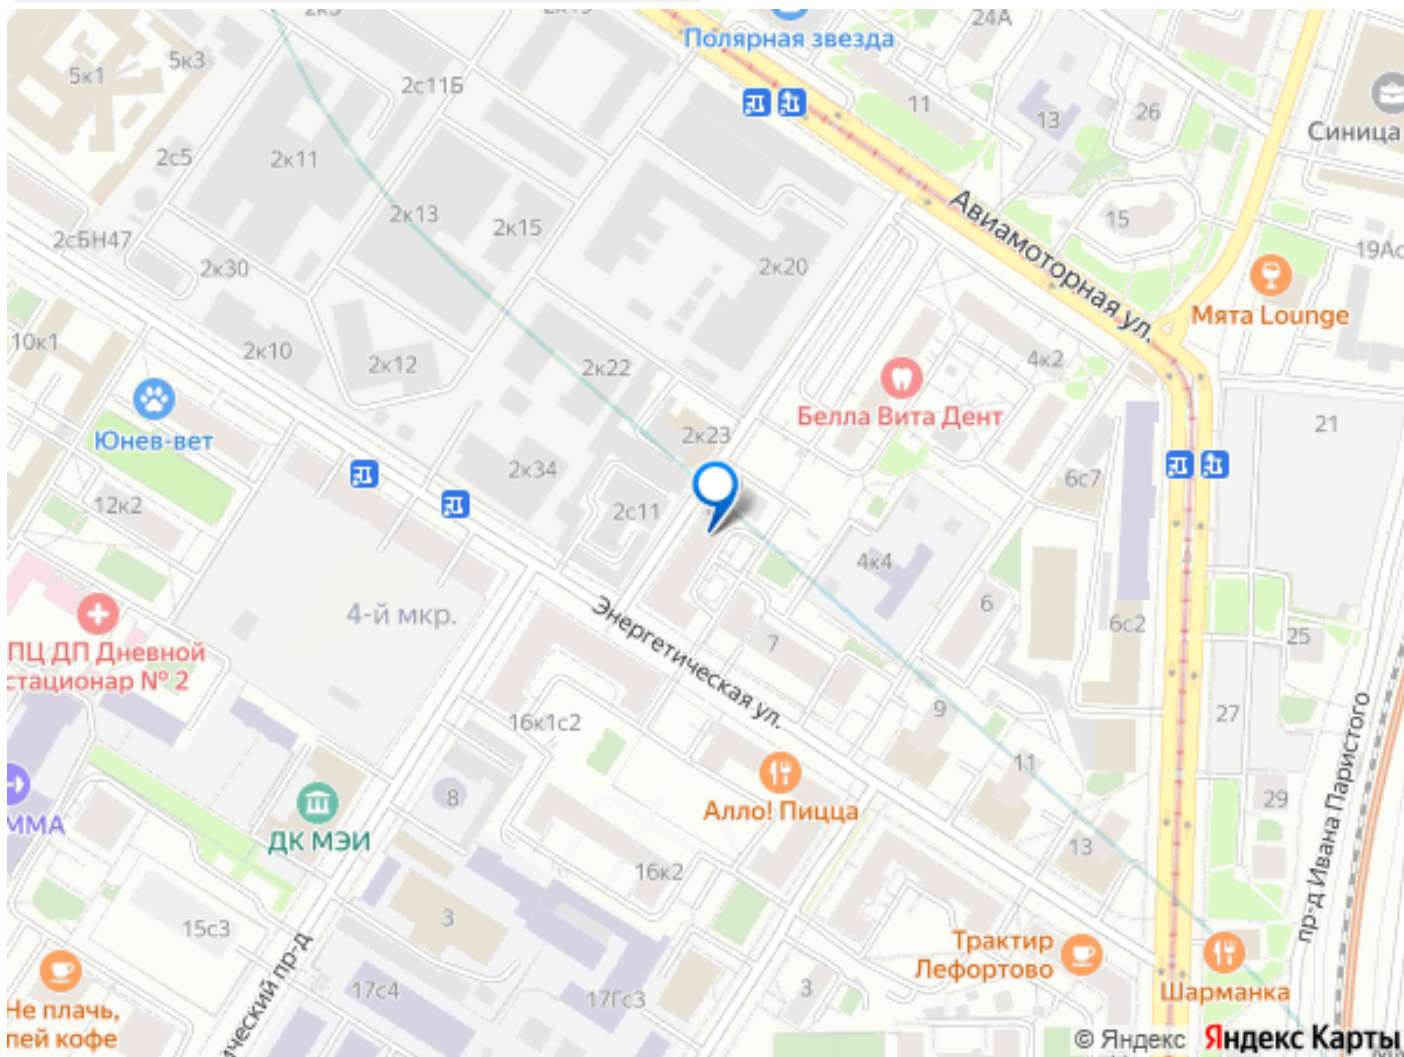 24А
Полярная звезда
5к3
5к1
2с11Б
11
13
26
Синица
2с5
2к11
2к13
2к15
15
Авиамоторная ул.
2сБН47
2к30
2к20
19Ас
Мята Lounge
10к1
2к10
2к12
2к22
4к2
Белла Вита Дент
21
Юнев-вет
2к23
2к34
6с7
12к2
2с11
4к4
4-й мкр.
Энергетическая ул.
6
6с2
25
ПЦ ДП Дневной
стационар № 2
7
16к1с2
9
27
11
8
29
ММА
ДК МЭИ
Алло! Пицца
13
16к2
пр-д Ивана Паристого
15с3
3
Трактир
Лефортово
17с4
17Гс3
3
Шарманка
Не плачь,
пей кофе
ический пр-д
© Яндекс Яндекс Карты